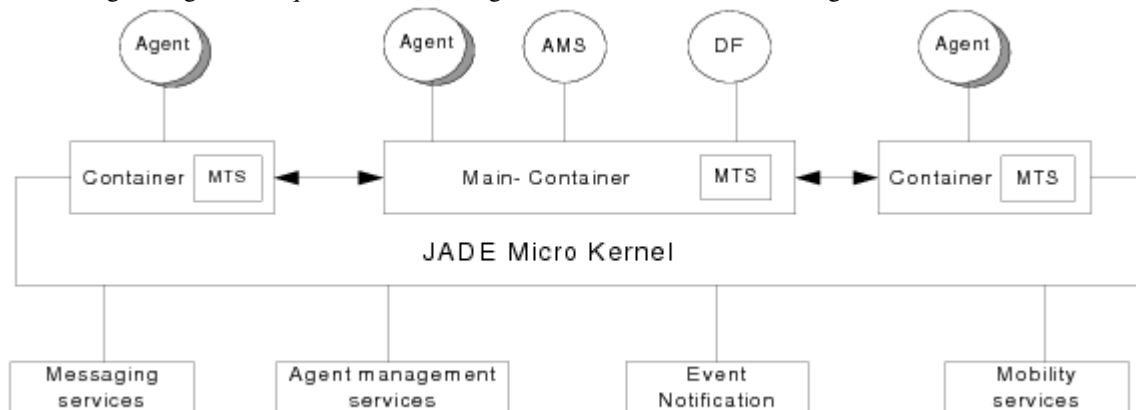 Agent
Agent
AMS
DF
Agent
Container
MTS
Main- Container
MTS
Container
MTS
JADE Micro Kernel
Messaging
services
Agent management
services
Event
Notification
Mobility
services